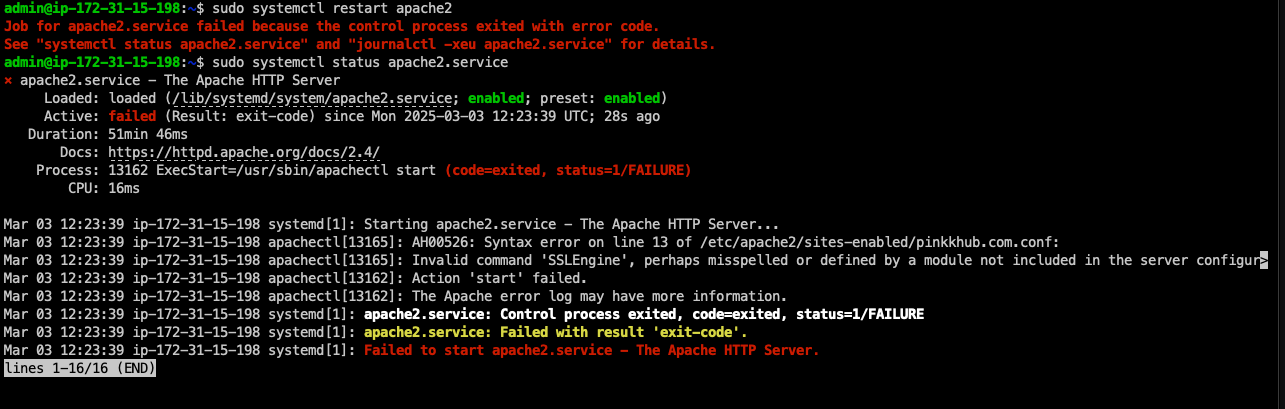 admin@ip-172-31-15-198:~$ sudo systemctl restart apache2
Job for apache2.service failed because the control process exited with error code.
See "systemctl status apache2.service" and "journalctl -xeu apache2.service" for details.
admin@ip-172-31-15-198:~$ sudo systemctl status apache2.service
× apache2.service - The Apache HTTP Server
     Loaded: loaded (/lib/systemd/system/apache2.service; enabled; preset: enabled)
     Active: failed (Result: exit-code) since Mon 2025-03-03 12:23:39 UTC; 28s ago
   Duration: 51min 46ms
       Docs: https://httpd.apache.org/docs/2.4/
    Process: 13162 ExecStart=/usr/sbin/apachectl start (code=exited, status=1/FAILURE)
        CPU: 16ms

Mar 03 12:23:39 ip-172-31-15-198 systemd[1]: Starting apache2.service - The Apache HTTP Server...
Mar 03 12:23:39 ip-172-31-15-198 apachectl[13165]: AH00526: Syntax error on line 13 of /etc/apache2/sites-enabled/pinkkhub.com.conf:
Mar 03 12:23:39 ip-172-31-15-198 apachectl[13165]: Invalid command 'SSLEngine', perhaps misspelled or defined by a module not included in the server configur>
Mar 03 12:23:39 ip-172-31-15-198 apachectl[13162]: Action 'start' failed.
Mar 03 12:23:39 ip-172-31-15-198 apachectl[13162]: The Apache error log may have more information.
Mar 03 12:23:39 ip-172-31-15-198 systemd[1]: apache2.service: Control process exited, code=exited, status=1/FAILURE
Mar 03 12:23:39 ip-172-31-15-198 systemd[1]: apache2.service: Failed with result 'exit-code'.
Mar 03 12:23:39 ip-172-31-15-198 systemd[1]: Failed to start apache2.service - The Apache HTTP Server.
lines 1-16/16 (END)